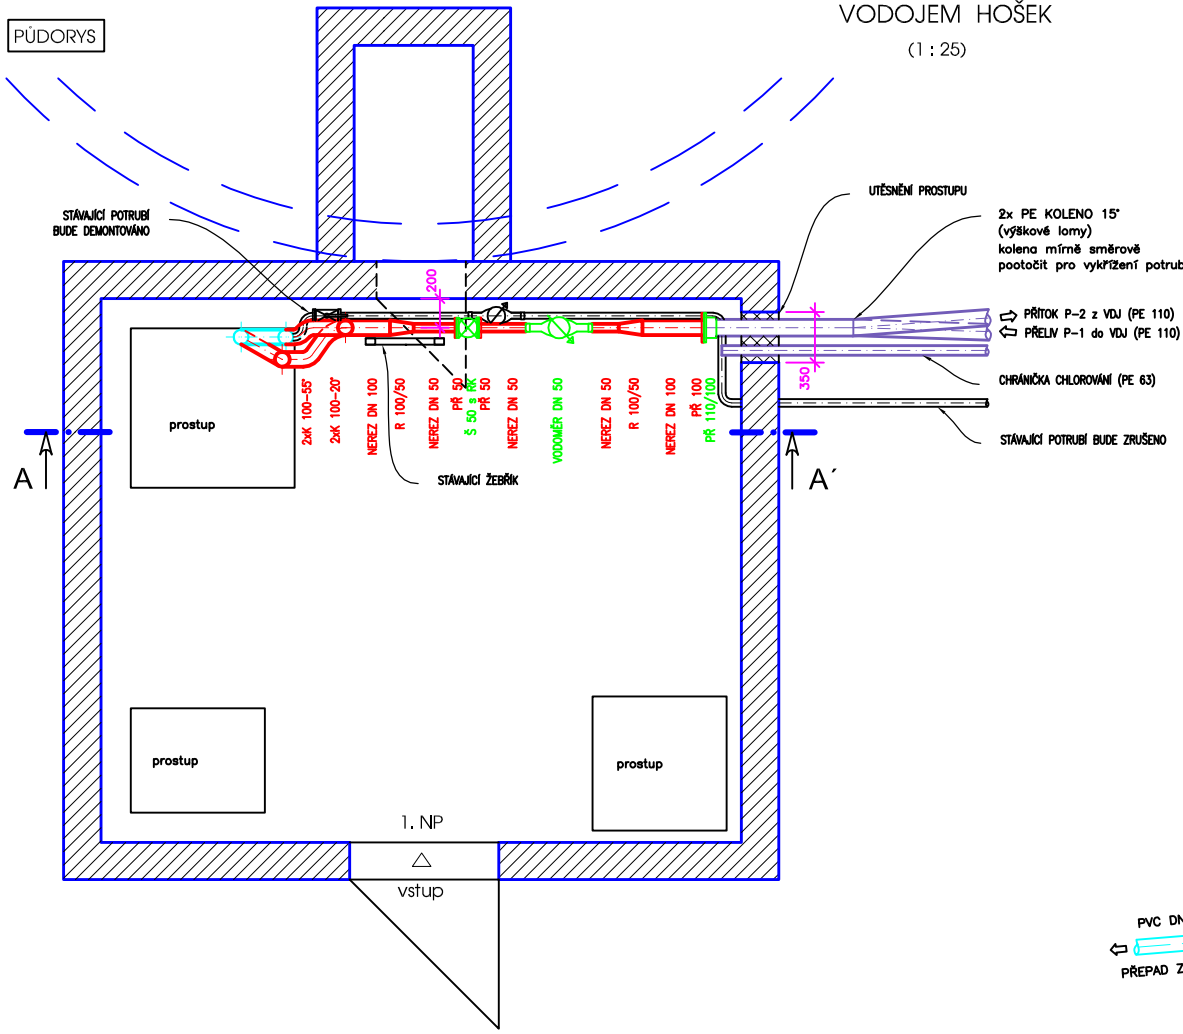 PŮDORYS
VODOJEM HOŠEK
(1 : 25)
STÁVAJÍCÍ POTRUBÍ
BUDE DEMONTOVÁNO
UTĚSNĚNÍ PROSTUPU
2x PE KOLENO 15°
(výškové lomy)
kolena mírně směrově
pootočit pro vykřížení potrub
200
350
PŘÍTOK P-2 z VDJ (PE 110)
PŘELIV P-1 do VDJ (PE 110)
CHRÁNIČKA CHLOROVÁNÍ (PE 63)
STÁVAJÍCÍ POTRUBÍ BUDE ZRUŠENO
2xK 100-55°
2xK 100-20°
NEREZ DN 100
R 100/50
NEREZ DN 50
PŘ 50
Š 50 s RK
PŘ 50
NEREZ DN 50
VODOMĚR DN 50
NEREZ DN 50
R 100/50
NEREZ DN 100
PŘ 100
PŘ 110/100
prostup
STÁVAJÍCÍ ŽEBŘÍK
A
A´
prostup
prostup
1. NP
vstup
PVC DN
PŘEPAD Z